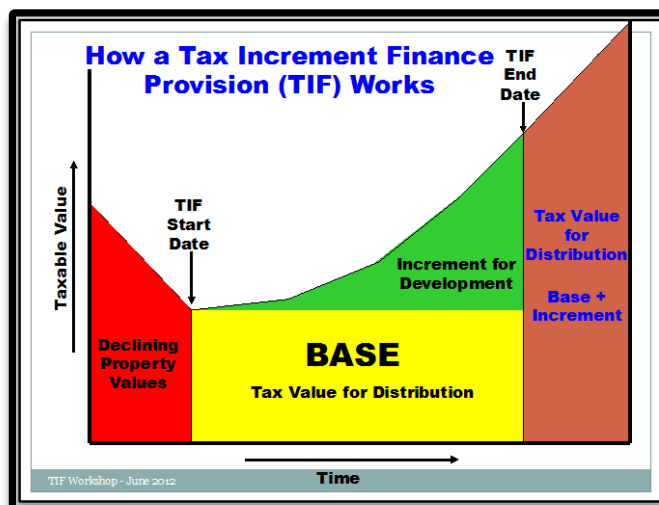 How a Tax Increment Finance
Provision (TIF) Works
TIF
End
Date
TIF
Start
Date
Taxable Value
Tax Value
for
Distribution
Base +
Increment
Increment for
Development
Declining
Property
Values
BASE
Tax Value for Distribution
Time
TIF Workshop - June 2012